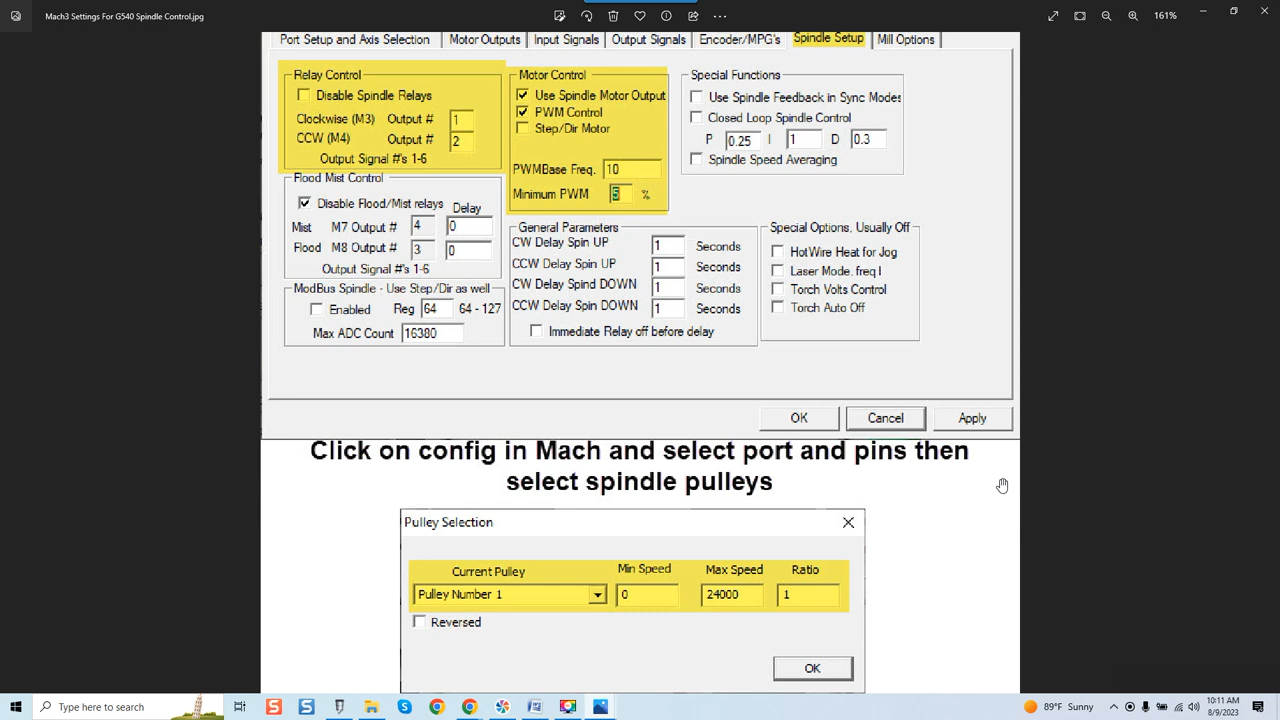 Mach3 Settings For G540 Spindle Control.jpg
161%
Port Setup and Axis Selection
Motor Outputs
Input Signals
Output Signals
Encoder/MPG's
Spindle Setup
Mill Options
Relay Control
Disable Spindle Relays
Clockwise (M3) Output # 1
CCW (M4) Output # 2
Output Signal #'s 1-6
Motor Control
Use Spindle Motor Output
PWM Control
Step/Dir Motor
PWMBase Freq. 10
Minimum PWM 5 %
Special Functions
Use Spindle Feedback in Sync Modes
Closed Loop Spindle Control
P 0.25 I 1 D 0.3
Spindle Speed Averaging
Flood Mist Control
Disable Flood/Mist relays Delay
Mist M7 Output # 4 0
Flood M8 Output # 3 0
Output Signal #'s 1-6
General Parameters
CW Delay Spin UP 1 Seconds
CCW Delay Spin UP 1 Seconds
CW Delay Spind DOWN 1 Seconds
CCW Delay Spin DOWN 1 Seconds
Immediate Relay off before delay
Special Options, Usually Off
HotWire Heat for Jog
Laser Mode. freq
Torch Volts Control
Torch Auto Off
ModBus Spindle - Use Step/Dir as well
Enabled Reg 64 64 - 127
Max ADC Count 16380
OK
Cancel
Apply
Click on config in Mach and select port and pins then
select spindle pulleys
Pulley Selection
Current Pulley Min Speed Max Speed Ratio
Pulley Number 1 0 24000 1
Reversed
OK
Type here to search
89°F Sunny
10:11 AM
8/9/2023